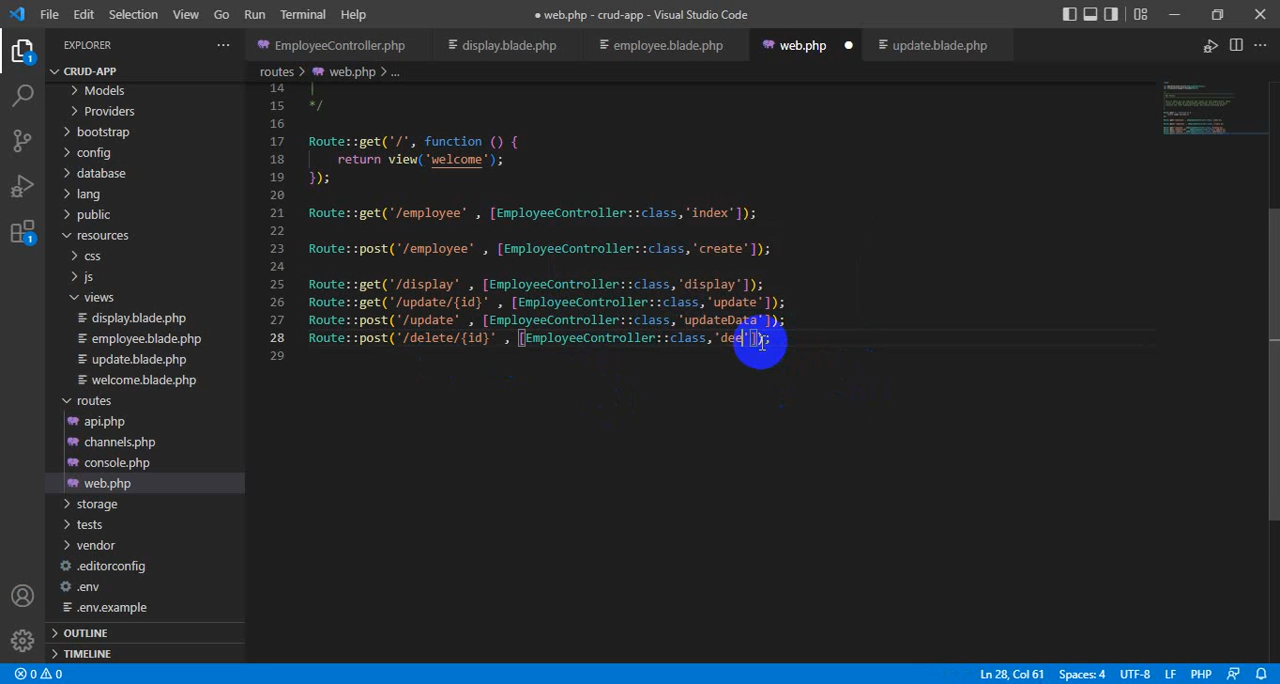 File Edit Selection View Go Run Terminal Help
● web.php - crud-app - Visual Studio Code
EXPLORER
EmployeeController.php
display.blade.php
employee.blade.php
web.php
update.blade.php
CRUD-APP
routes > web.php > ...
Models
Providers
bootstrap
config
database
lang
public
resources
css
js
views
display.blade.php
employee.blade.php
update.blade.php
welcome.blade.php
routes
api.php
channels.php
console.php
web.php
storage
tests
vendor
.editorconfig
.env
.env.example
OUTLINE
TIMELINE
14 |
15 */
16
17 Route::get('/', function () {
18 return view('welcome');
19 });
20
21 Route::get('/employee' , [EmployeeController::class,'index']);
22
23 Route::post('/employee' , [EmployeeController::class,'create']);
24
25 Route::get('/display' , [EmployeeController::class,'display']);
26 Route::get('/update/{id}' , [EmployeeController::class,'update']);
27 Route::post('/update' , [EmployeeController::class,'updateData']);
28 Route::post('/delete/{id}' , [EmployeeController::class,'dee']);
29
1
1
0 0
Ln 28, Col 61 Spaces: 4 UTF-8 LF PHP